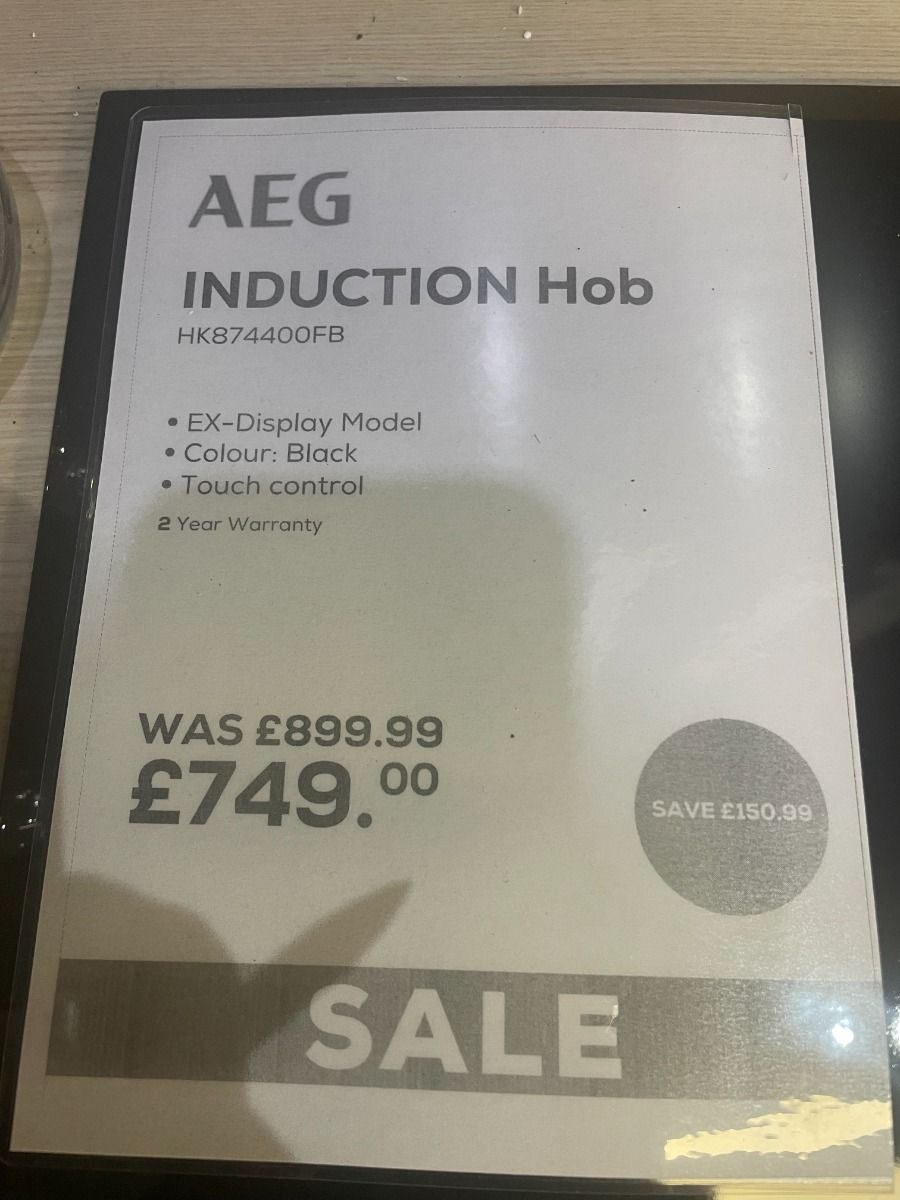 AEG
INDUCTION Hob
HK874400FB
• EX-Display Model
• Colour: Black
• Touch control
2 Year Warranty
WAS £899.99
£749.00
SAVE £150.99
SALE